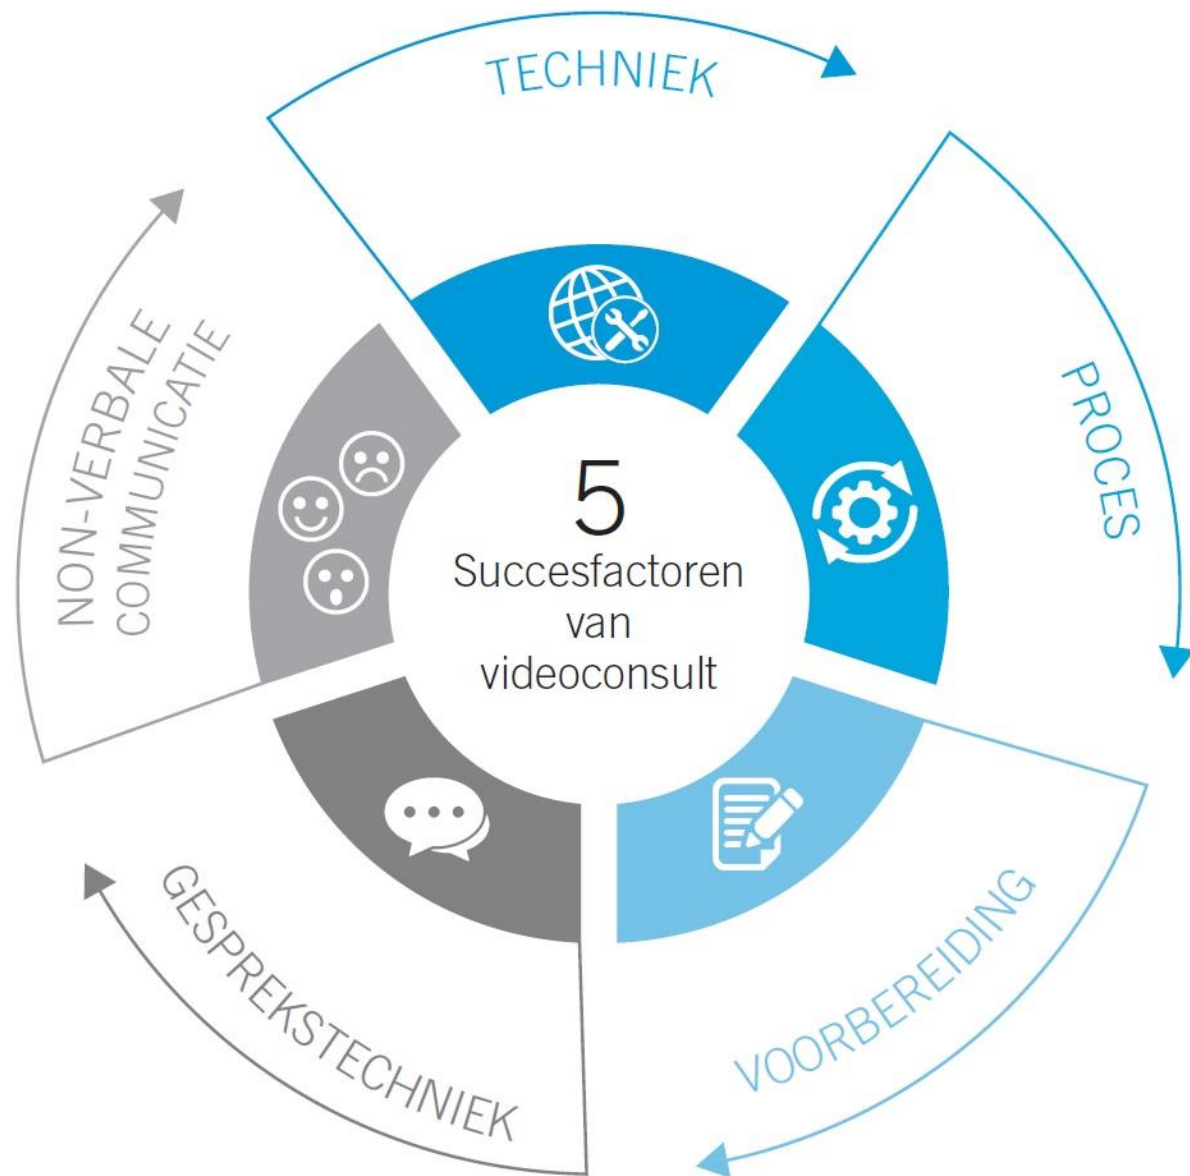 TECHNIEK
PROCES
VOORBEREIDING
GESPREKSTECHNIEK
NON-VERBALE
COMMUNICATIE
5
Succesfactoren
van
videoconsult